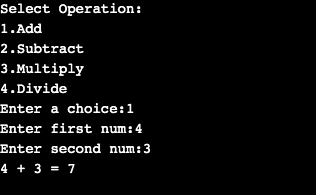 Select Operation:
1.Add
2.Subtract
3.Multiply
4.Divide
Enter a choice:1
Enter first num:4
Enter second num:3
4 + 3 = 7